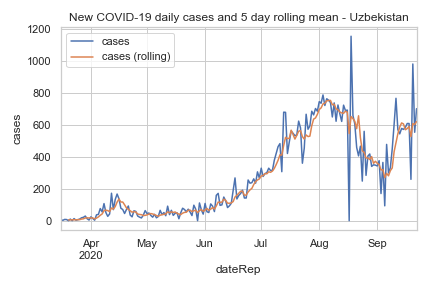 New COVID-19 daily cases and 5 day rolling mean - Uzbekistan
cases
cases (rolling)
1200
1000
800
600
400
200
0
cases
Apr
2020
May
Jun
Jul
Aug
Sep
dateRep